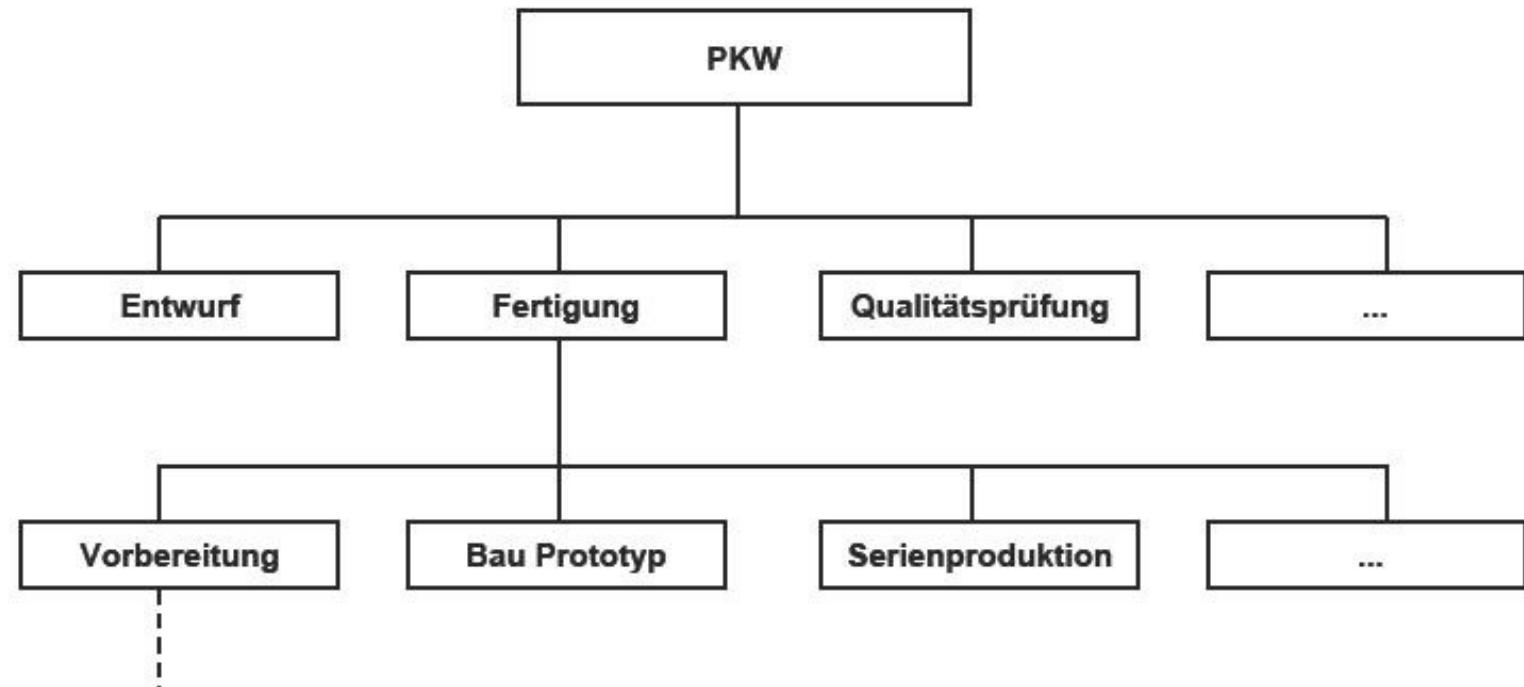 PKW
Entwurf
Fertigung
Qualitätsprüfung
...
Vorbereitung
Bau Prototyp
Serienproduktion
...